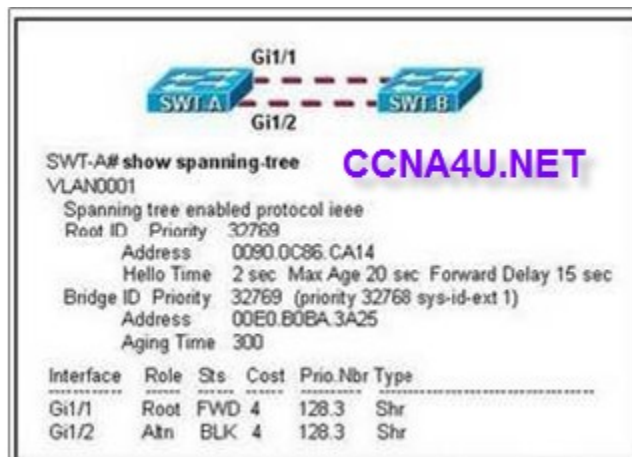 Gi1/1
SWT-A SWT-B
Gi1/2
SWT-A# show spanning-tree
CCNA4U.NET
VLAN0001
Spanning tree enabled protocol ieee
Root ID Priority 32769
Address 0090.0C86.CA14
Hello Time 2 sec Max Age 20 sec Forward Delay 15 sec
Bridge ID Priority 32769 (priority 32768 sys-id-ext 1)
Address 00E0.B0BA.3A25
Aging Time 300
Interface Role Sts Cost Prio.Nbr Type
Gi1/1 Root FWD 4 128.3 Shr
Gi1/2 Altn BLK 4 128.3 Shr